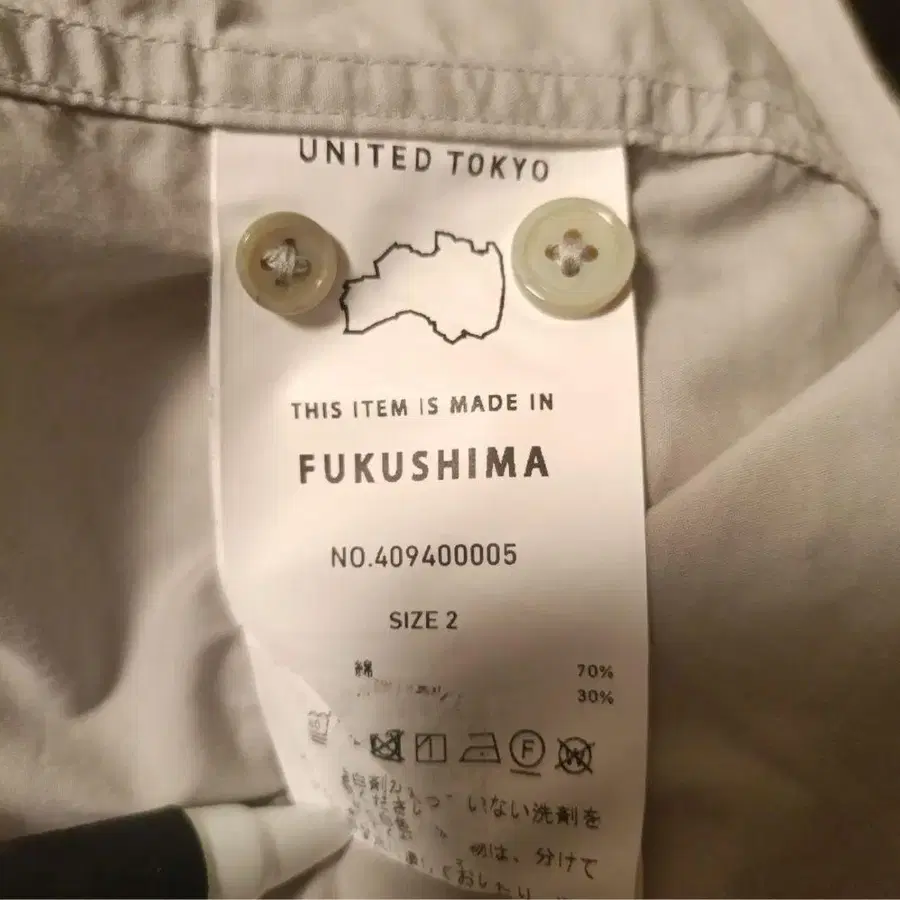 UNITED TOKYO
THIS ITEM IS MADE IN
FUKUSHIMA
NO.409400005
SIZE 2
綿 70%
30%
F W
いない洗剤を
物は、分けて